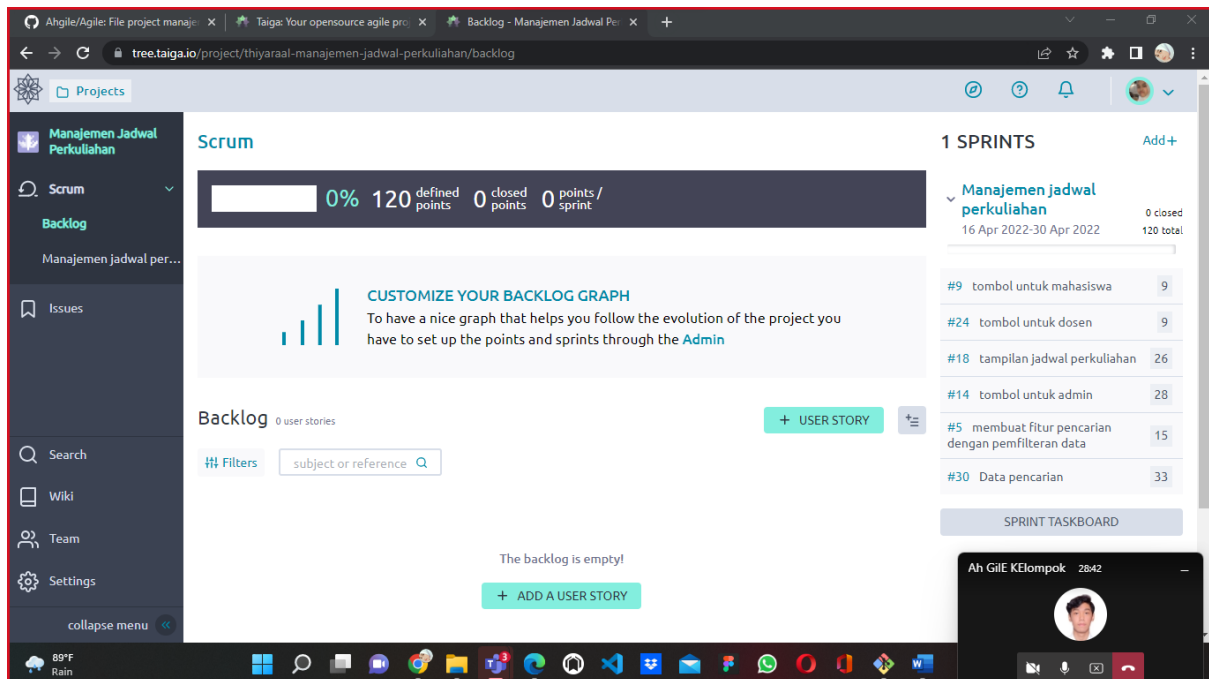 Ahgile/Agile: File project manaje
Taiga: Your opensource agile proj
Backlog - Manajemen Jadwal Per
tree.taiga.io/project/thiyaraal-manajemen-jadwal-perkuliahan/backlog
Projects
Manajemen Jadwal
Perkuliahan
Scrum
Backlog
Manajemen jadwal per...
Issues
Search
Wiki
Team
Settings
collapse menu
Scrum
0% 120 defined points 0 closed points 0 points / sprint
CUSTOMIZE YOUR BACKLOG GRAPH
To have a nice graph that helps you follow the evolution of the project you
have to set up the points and sprints through the Admin
Backlog 0 user stories
+ USER STORY
Filters
subject or reference
The backlog is empty!
+ ADD A USER STORY
1 SPRINTS
Add+
Manajemen jadwal
perkuliahan
0 closed
16 Apr 2022-30 Apr 2022
120 total
#9 tombol untuk mahasiswa 9
#24 tombol untuk dosen 9
#18 tampilan jadwal perkuliahan 26
#14 tombol untuk admin 28
#5 membuat fitur pencarian
dengan pemfilteran data 15
#30 Data pencarian 33
SPRINT TASKBOARD
Ah GilE KElompok 28:42
89°F
Rain
3